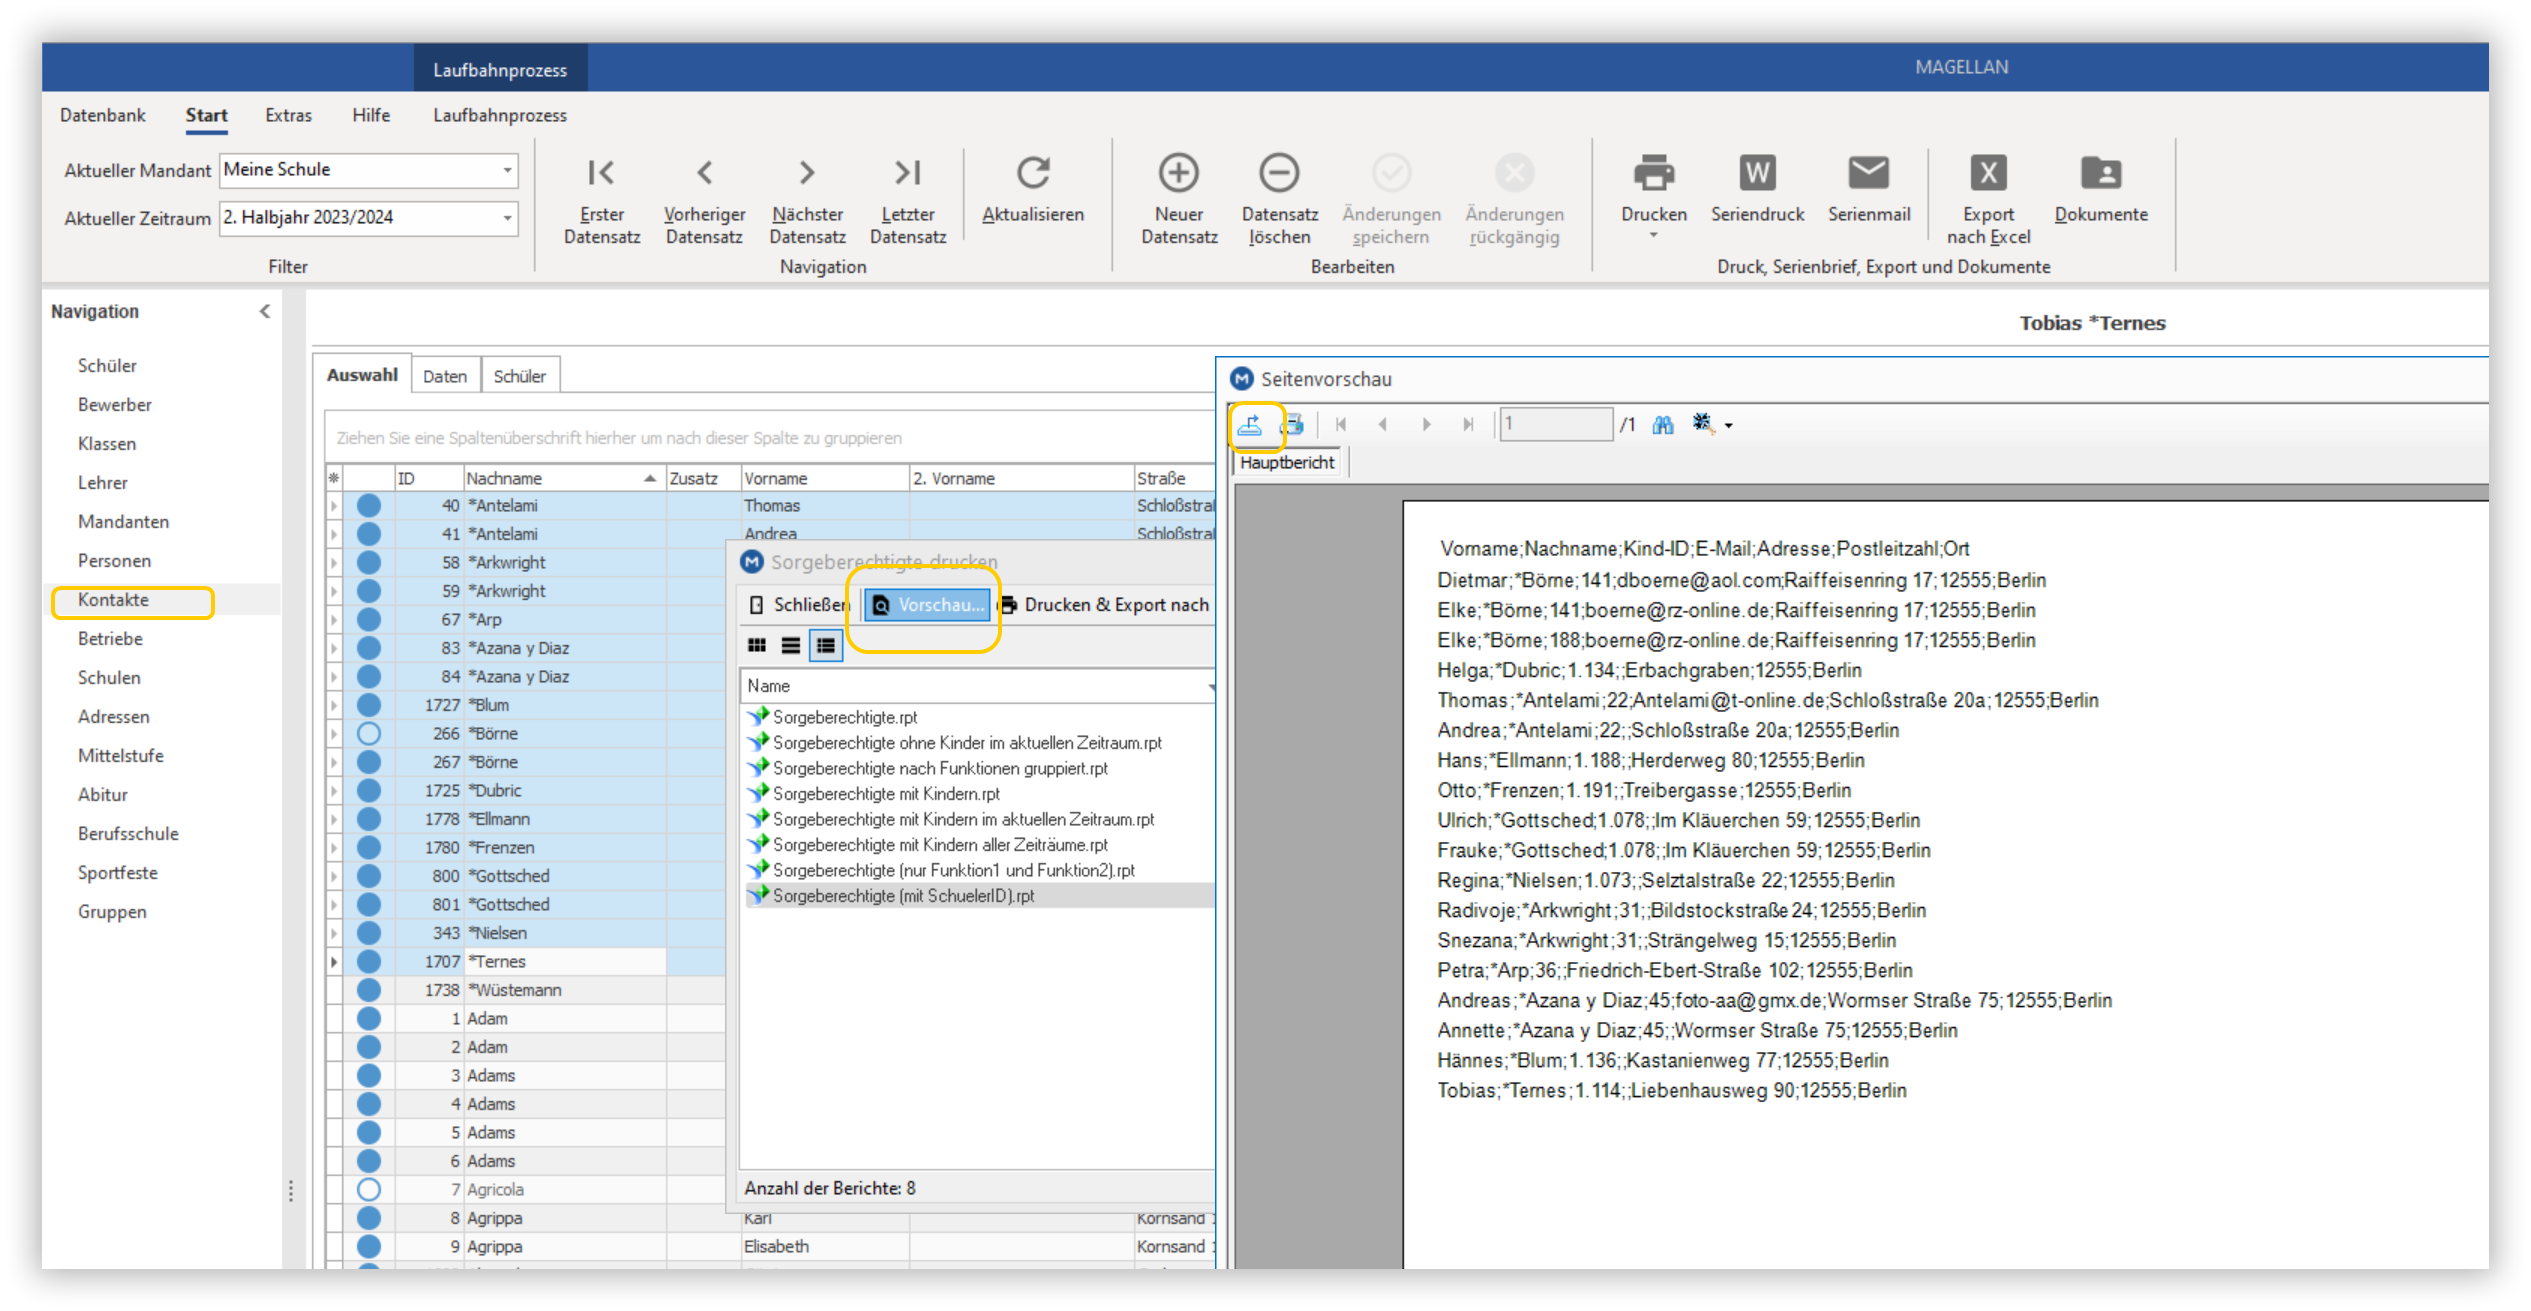 Laufbahnprozess
MAGELLAN
Datenbank Start Extras Hilfe Laufbahnprozess
Aktueller Mandant Meine Schule
Aktueller Zeitraum 2. Halbjahr 2023/2024
Filter
Erster Datensatz
Vorheriger Datensatz
Nächster Datensatz
Letzter Datensatz
Aktualisieren
Navigation
Neuer Datensatz
Datensatz löschen
Änderungen speichern
Änderungen rückgängig
Bearbeiten
Drucken
W
Seriendruck
Serienmail
X
Export nach Excel
Dokumente
Druck, Serienbrief, Export und Dokumente
Navigation
Schüler
Bewerber
Klassen
Lehrer
Mandanten
Personen
Kontakte
Betriebe
Schulen
Adressen
Mittelstufe
Abitur
Berufsschule
Sportfeste
Gruppen
Tobias *Ternes
Auswahl Daten Schüler
Ziehen Sie eine Spaltenüberschrift hierher um nach dieser Spalte zu gruppieren
ID Nachname Zusatz Vorname 2. Vorname Straße
40 *Antelami Thomas Schloßstraß
41 *Antelami Andrea Schloßstraß
58 *Arkwright
59 *Arkwright
67 *Arp
83 *Azana y Diaz
84 *Azana y Diaz
1727 *Blum
266 *Börne
267 *Börne
1725 *Dubric
1778 *Ellmann
1780 *Frenzen
800 *Gottsched
801 *Gottsched
343 *Nielsen
1707 *Ternes
1738 *Wüstemann
1 Adam
2 Adam
3 Adams
4 Adams
5 Adams
6 Adams
7 Agricola
8 Agrippa Karl Kornsand 1
9 Agrippa Elisabeth Kornsand 1
M Sorgeberechtigte drucken
Schließen Vorschau... Drucken & Export nach
Name
Sorgeberechtigte.rpt
Sorgeberechtigte ohne Kinder im aktuellen Zeitraum.rpt
Sorgeberechtigte nach Funktionen gruppiert.rpt
Sorgeberechtigte mit Kindern.rpt
Sorgeberechtigte mit Kindern im aktuellen Zeitraum.rpt
Sorgeberechtigte mit Kindern aller Zeiträume.rpt
Sorgeberechtigte (nur Funktion1 und Funktion2).rpt
Sorgeberechtigte (mit SchuelerID).rpt
Anzahl der Berichte: 8
M Seitenvorschau
1 /1
Hauptbericht
Vorname;Nachname;Kind-ID;E-Mail;Adresse;Postleitzahl;Ort
Dietmar;*Börne;141;dboerne@aol.com;Raiffeisenring 17;12555;Berlin
Elke;*Börne;141;boerne@rz-online.de;Raiffeisenring 17;12555;Berlin
Elke;*Börne;188;boerne@rz-online.de;Raiffeisenring 17;12555;Berlin
Helga;*Dubric;1.134;;Erbachgraben;12555;Berlin
Thomas;*Antelami;22;Antelami@t-online.de;Schloßstraße 20a;12555;Berlin
Andrea;*Antelami;22;;Schloßstraße 20a;12555;Berlin
Hans;*Ellmann;1.188;;Herderweg 80;12555;Berlin
Otto;*Frenzen;1.191;;Treibergasse;12555;Berlin
Ulrich;*Gottsched;1.078;;Im Kläuerchen 59;12555;Berlin
Frauke;*Gottsched;1.078;;Im Kläuerchen 59;12555;Berlin
Regina;*Nielsen;1.073;;Selztalstraße 22;12555;Berlin
Radivoje;*Arkwright;31;;Bildstockstraße 24;12555;Berlin
Snezana;*Arkwright;31;;Strängelweg 15;12555;Berlin
Petra;*Arp;36;;Friedrich-Ebert-Straße 102;12555;Berlin
Andreas;*Azana y Diaz;45;foto-aa@gmx.de;Wormser Straße 75;12555;Berlin
Annette;*Azana y Diaz;45;;Wormser Straße 75;12555;Berlin
Hännes;*Blum;1.136;;Kastanienweg 77;12555;Berlin
Tobias;*Ternes;1.114;;Liebenhausweg 90;12555;Berlin